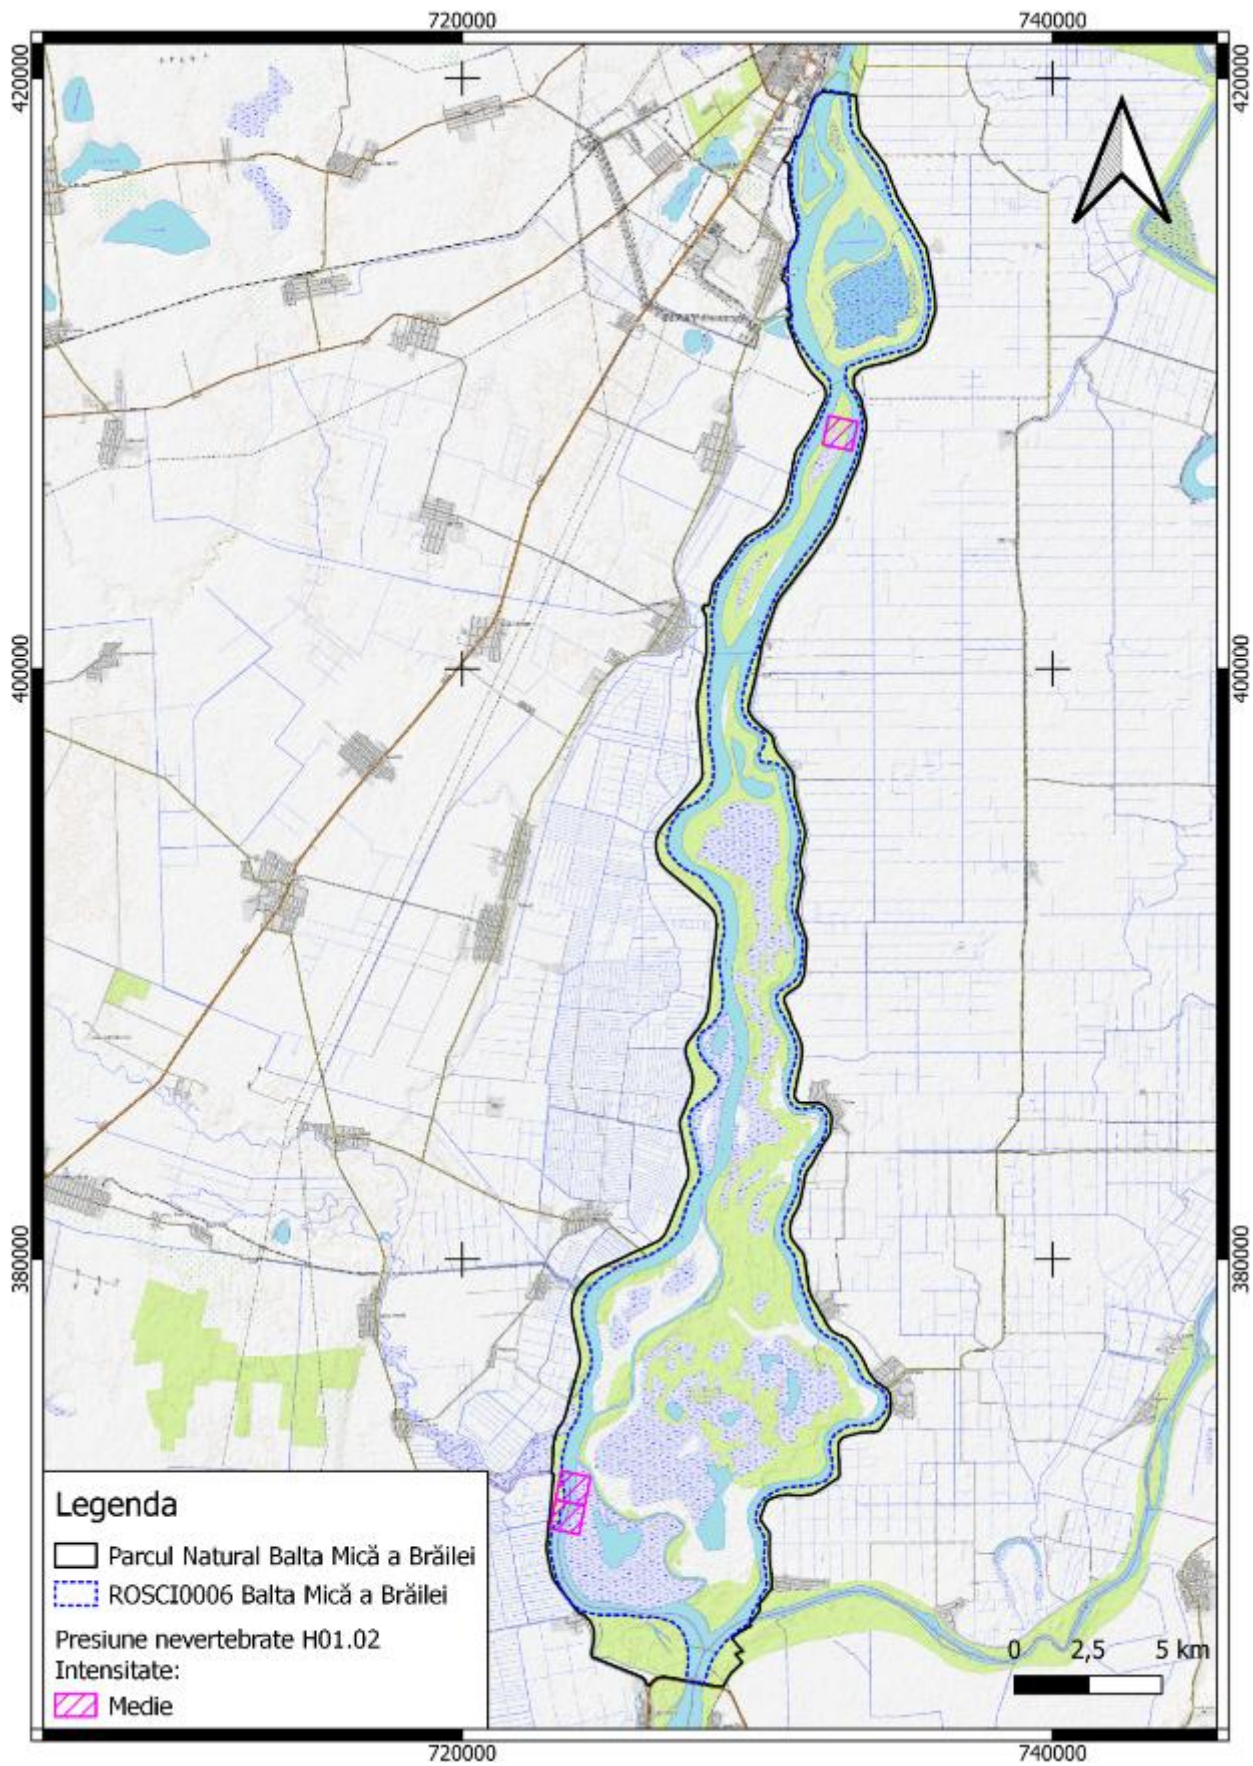 720000
740000
420000
420000
400000
400000
380000
380000
Legenda
Parcul Natural Balta Mică a Brăilei
ROSCI0006 Balta Mică a Brăilei
Presiune nevertebrate H01.02
Intensitate:
Medie
0 2,5 5 km
720000
740000